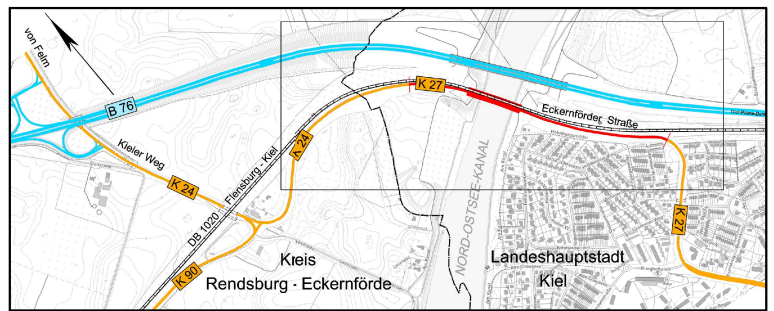 von Felm
B 76
K 27
Eckernförder Straße
Kieler Weg
K 24
K 24
DB 1020 - Flensburg - Kiel
NORD-OSTSEE-KANAL
K 27
K 90
Kreis
Rendsburg - Eckernförde
Landeshauptstadt
Kiel